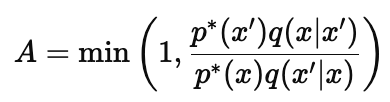 A = min ( 1, p*(x′)q(x|x′) / p*(x)q(x′|x) )